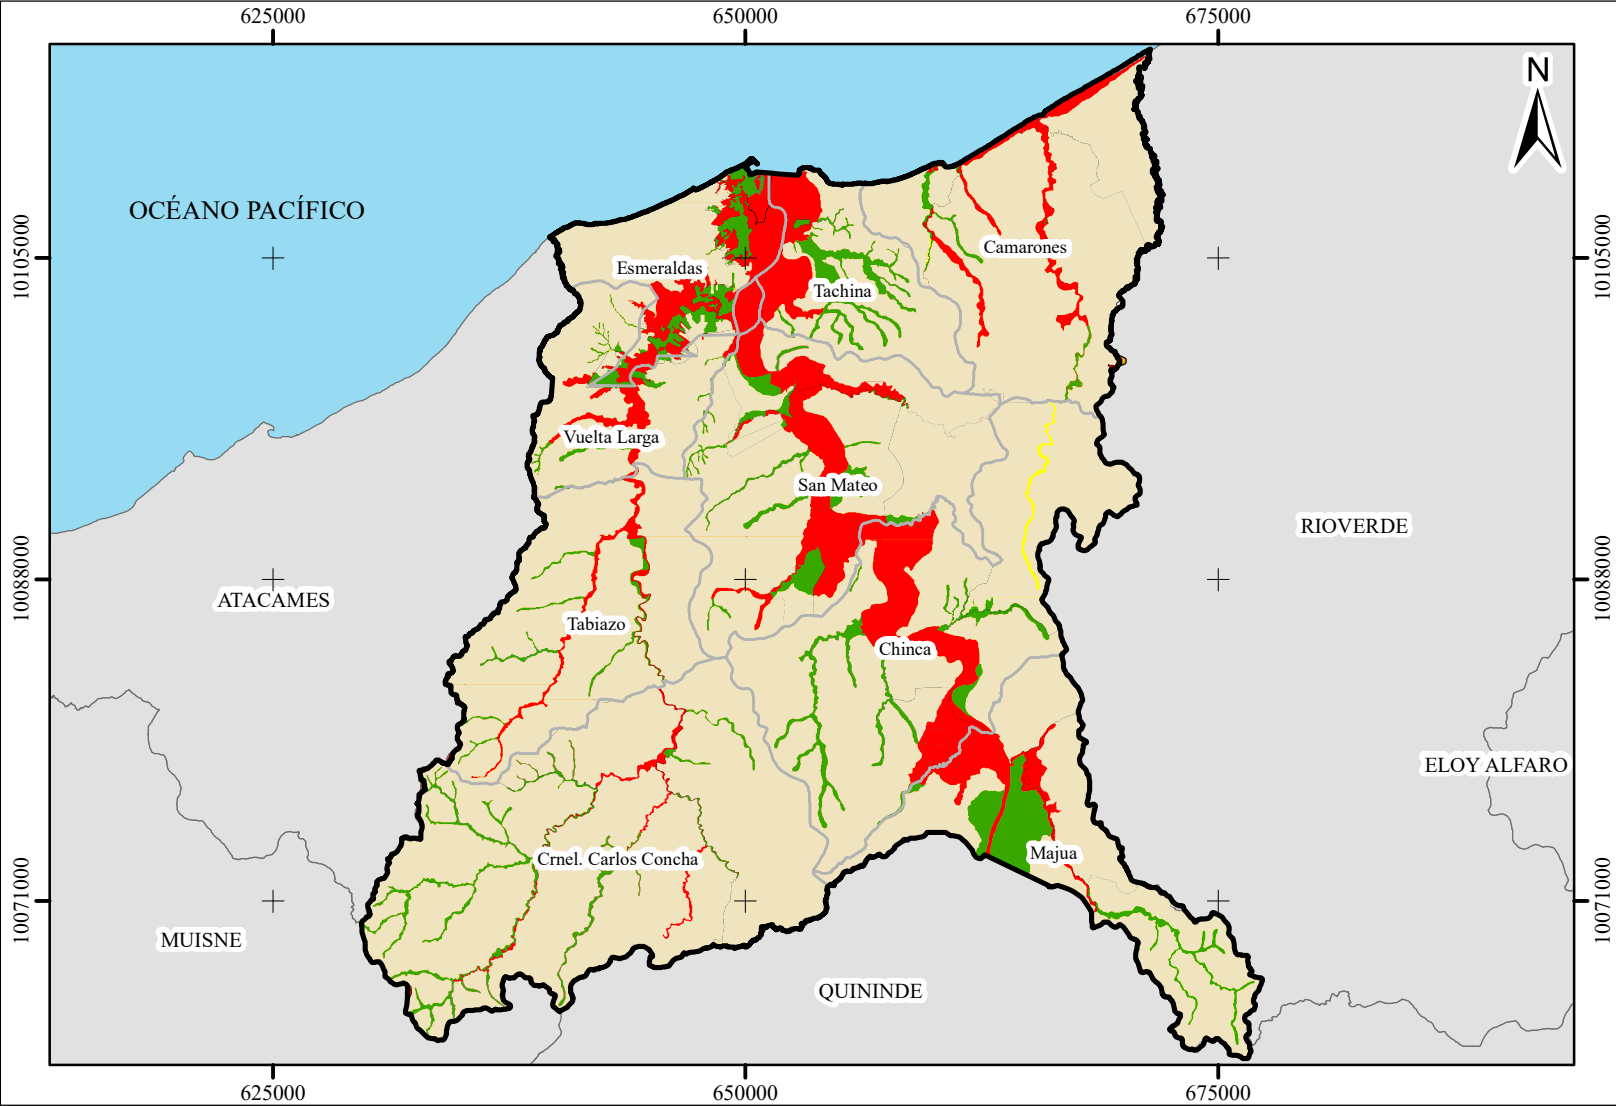 625000 650000 675000
N
OCÉANO PACÍFICO
10105000 10105000
Camarones
Esmeraldas
Tachina
Vuelta Larga
San Mateo
RIOVERDE
10088000 10088000
ATACAMES
Tabiazo
Chinca
ELOY ALFARO
Majua
Crnel. Carlos Concha
10071000 10071000
MUISNE
QUININDE
625000 650000 675000